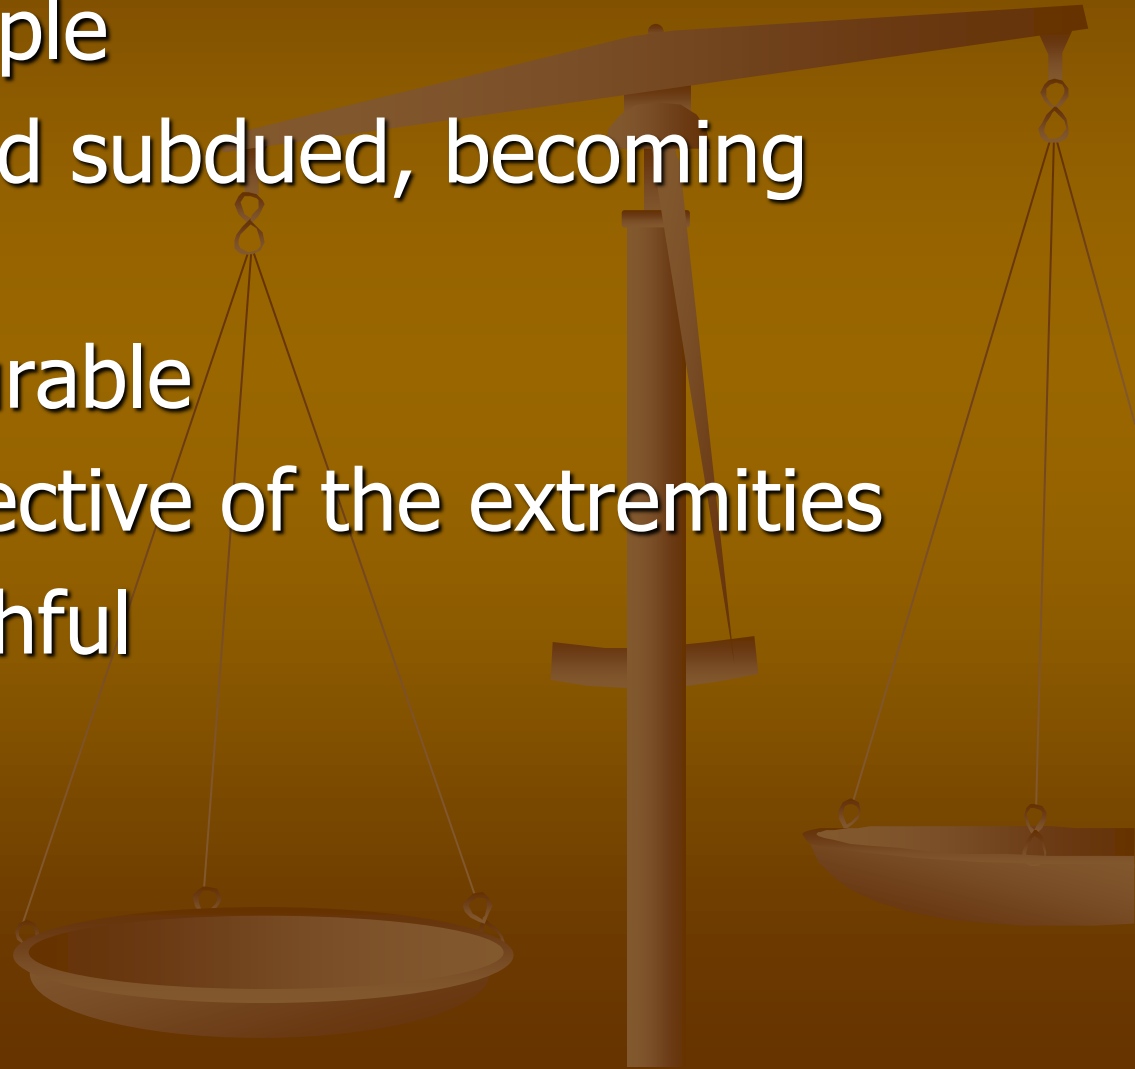 ple
d subdued, becoming
rable
ective of the extremities
hful